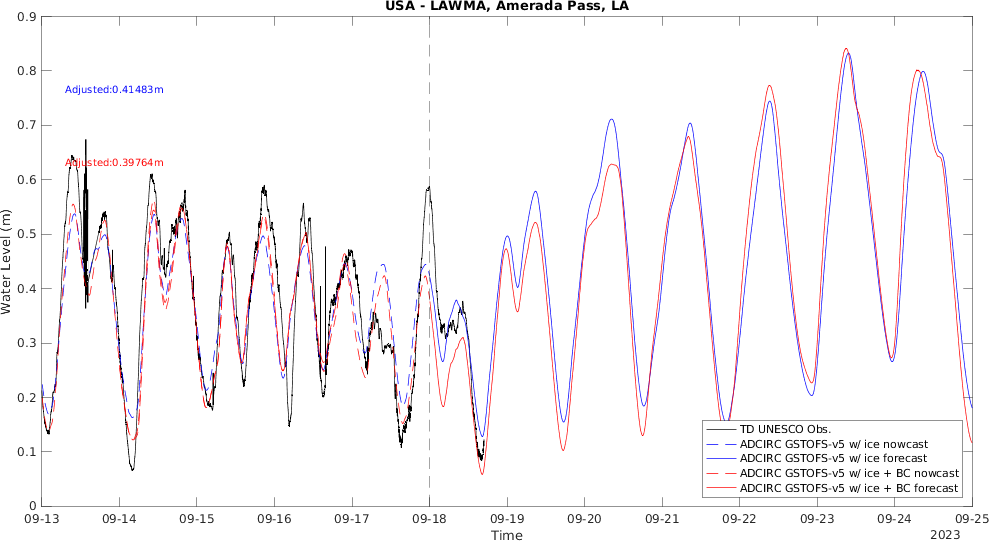 USA - LAWMA, Amerada Pass, LA
0.9
0.8
0.7
0.6
0.5
0.4
0.3
0.2
0.1
0
Water Level (m)
Adjusted:0.41483m
Adjusted:0.39764m
TD UNESCO Obs.
ADCIRC GSTOFS-v5 w/ ice nowcast
ADCIRC GSTOFS-v5 w/ ice forecast
ADCIRC GSTOFS-v5 w/ ice + BC nowcast
ADCIRC GSTOFS-v5 w/ ice + BC forecast
09-13 09-14 09-15 09-16 09-17 09-18 09-19 09-20 09-21 09-22 09-23 09-24 09-25
Time
2023